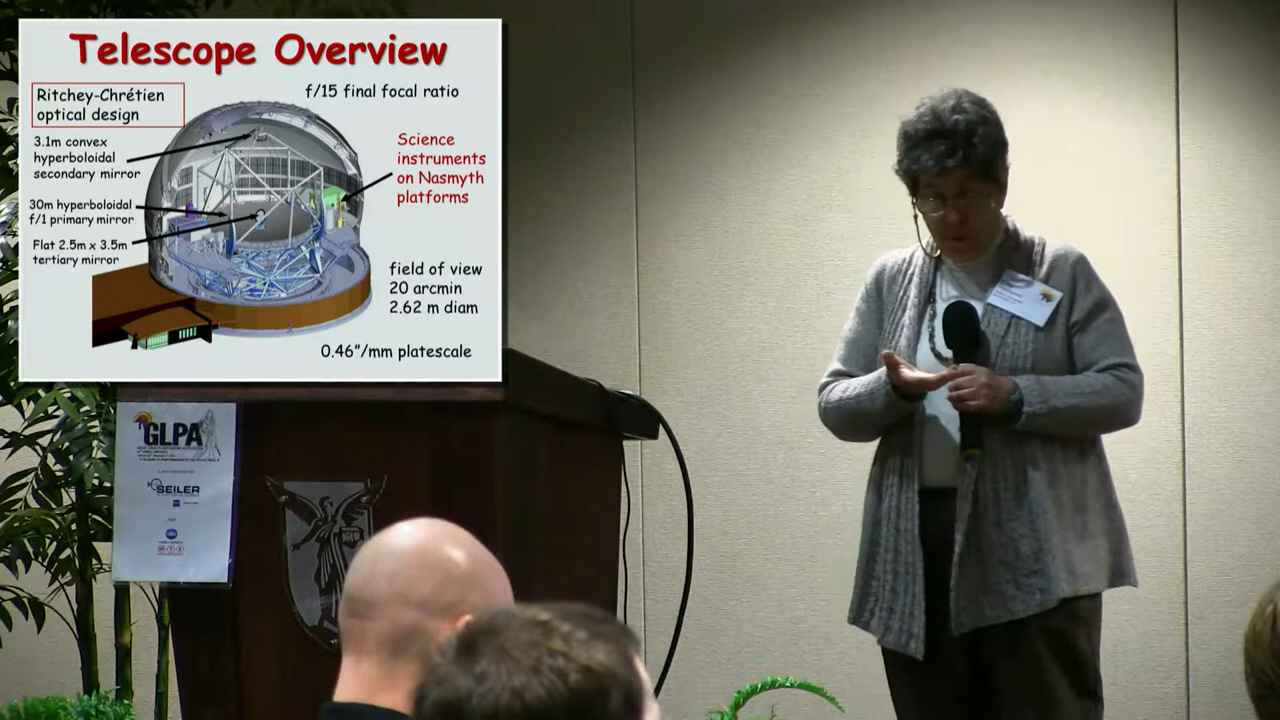 Telescope Overview
Ritchey-Chrétien
optical design
f/15 final focal ratio
3.1m convex
hyperboloidal
secondary mirror
Science
instruments
on Nasmyth
platforms
30m hyperboloidal
f/1 primary mirror
Flat 2.5m x 3.5m
tertiary mirror
field of view
20 arcmin
2.62 m diam
0.46"/mm platescale
GLPA
SEILER